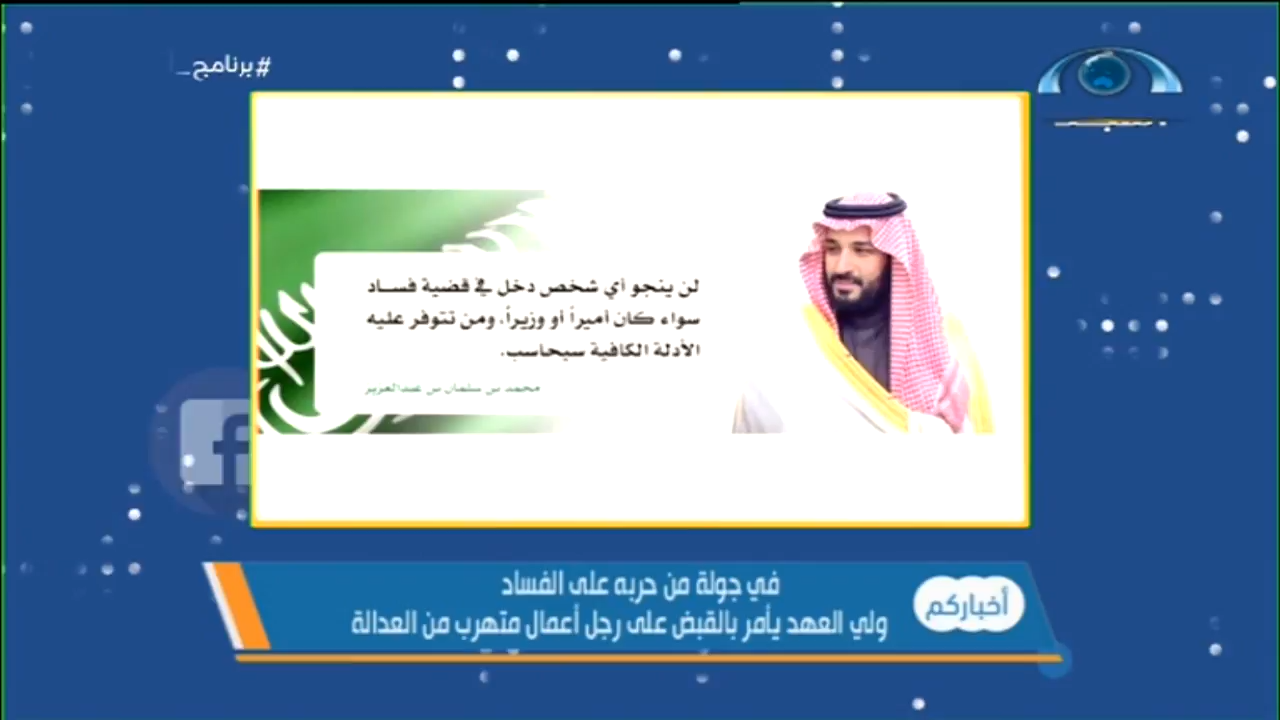 #برنامج_
لن ينجو أي شخص دخل في قضية فساد
سواء كان أميراً أو وزيراً، ومن تتوفر عليه
الأدلة الكافية سيحاسب.
محمد بن سلمان بن عبدالعزيز
أخباركم
في جولة من حربه على الفساد
ولي العهد يأمر بالقبض على رجل أعمال متهرب من العدالة